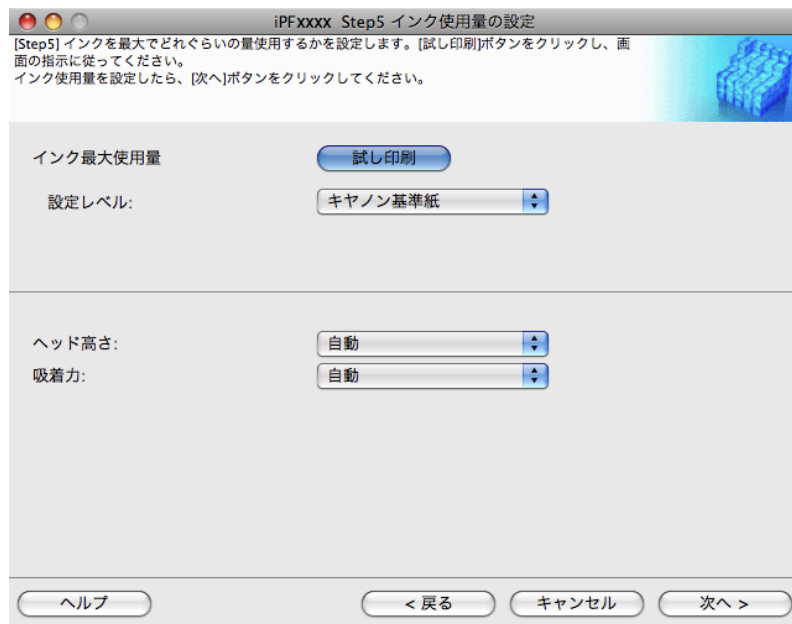 iPFxxxx Step5 インク使用量の設定
[Step5] インクを最大でどれぐらいの量使用するかを設定します。[試し印刷]ボタンをクリックし、画
面の指示に従ってください。
インク使用量を設定したら、[次へ]ボタンをクリックしてください。
インク最大使用量
試し印刷
設定レベル:
キヤノン基準紙
ヘッド高さ:
自動
吸着力:
自動
ヘルプ
< 戻る
キャンセル
次へ >